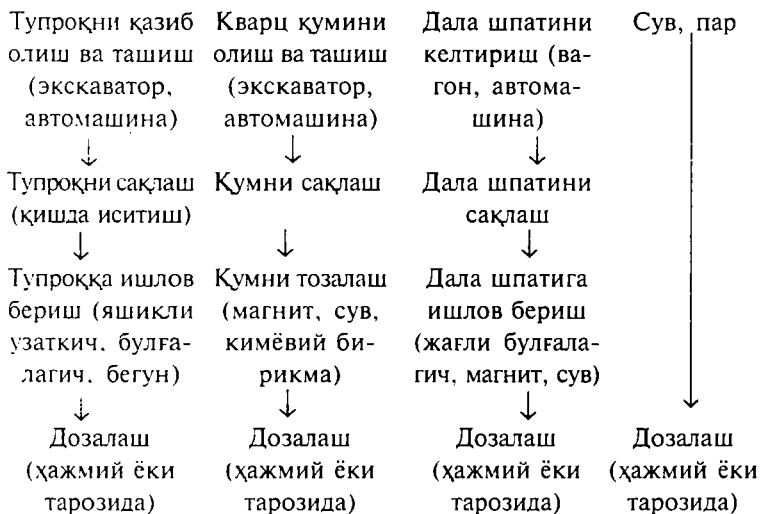 Тупроқни қазиб олиш ва ташиш (экскаватор, автомашина)
Тупроқни сақлаш (қишда иситиш)
Тупроққа ишлов бериш (яшикли узаткич, булға-лагич, бегун)
Дозалаш (ҳажмий ёки тарозида)
Кварц қумини олиш ва ташиш (экскаватор, автомашина)
Қумни сақлаш
Қумни тозалаш (магнит, сув, кимёвий би-рикма)
Дозалаш (ҳажмий ёки тарозида)
Дала шпатини келтириш (ва-гон, автома-шина)
Дала шпатини сақлаш
Дала шпатига ишлов бериш (жағли булғала-гич, магнит, сув)
Дозалаш (ҳажмий ёки тарозида)
Сув, пар
Дозалаш (ҳажмий ёки тарозида)